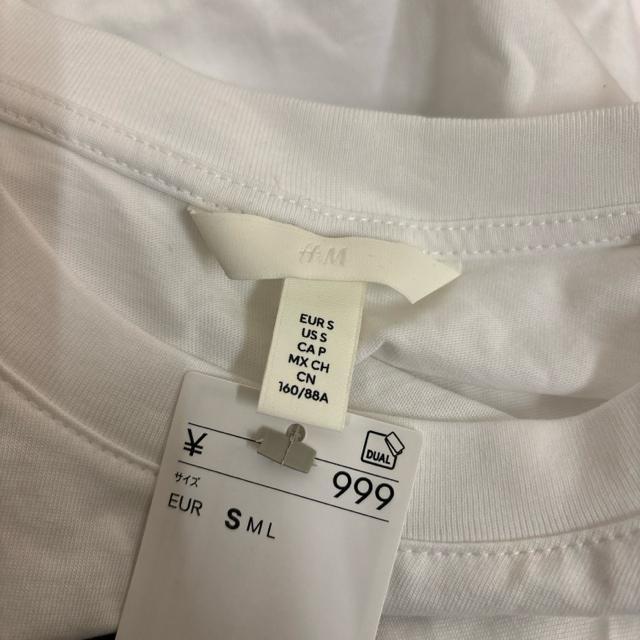 H&M
EUR S
US S
CA P
MX CH
CN
160/88A
¥
DUAL
999
サイズ
EUR S M L